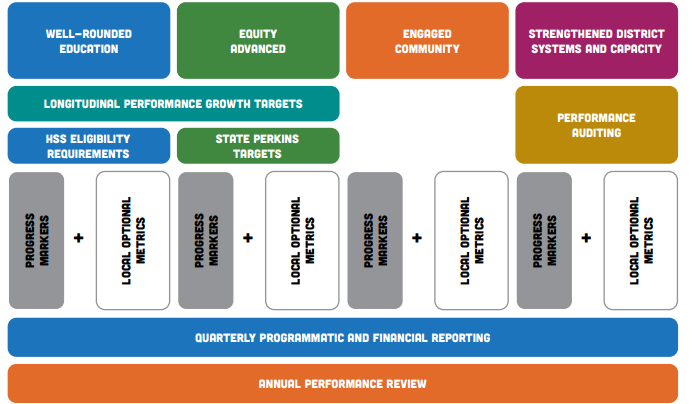 WELL-ROUNDED
EDUCATION
EQUITY
ADVANCED
ENGAGED
COMMUNITY
STRENGTHENED DISTRICT
SYSTEMS AND CAPACITY
LONGITUDINAL PERFORMANCE GROWTH TARGETS
PERFORMANCE
AUDITING
HSS ELIGIBILITY
REQUIREMENTS
STATE PERKINS
TARGETS
PROGRESS
MARKERS
+
LOCAL OPTIONAL
METRICS
PROGRESS
MARKERS
+
LOCAL OPTIONAL
METRICS
PROGRESS
MARKERS
+
LOCAL OPTIONAL
METRICS
PROGRESS
MARKERS
+
LOCAL OPTIONAL
METRICS
QUARTERLY PROGRAMMATIC AND FINANCIAL REPORTING
ANNUAL PERFORMANCE REVIEW